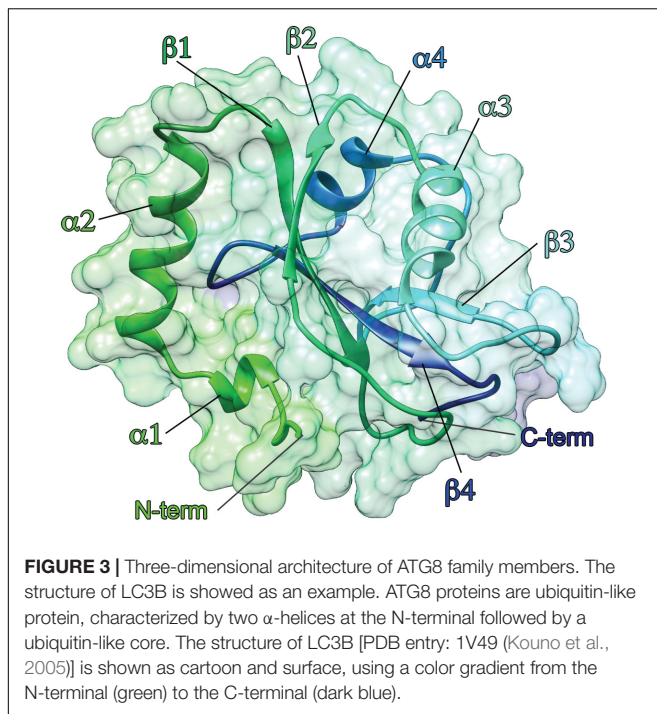 β1
β2
α4
α3
α2
β3
α1
C-term
β4
N-term
FIGURE 3 | Three-dimensional architecture of ATG8 family members. The
structure of LC3B is showed as an example. ATG8 proteins are ubiquitin-like
protein, characterized by two α-helices at the N-terminal followed by a
ubiquitin-like core. The structure of LC3B [PDB entry: 1V49 (Kouno et al.,
2005)] is shown as cartoon and surface, using a color gradient from the
N-terminal (green) to the C-terminal (dark blue).